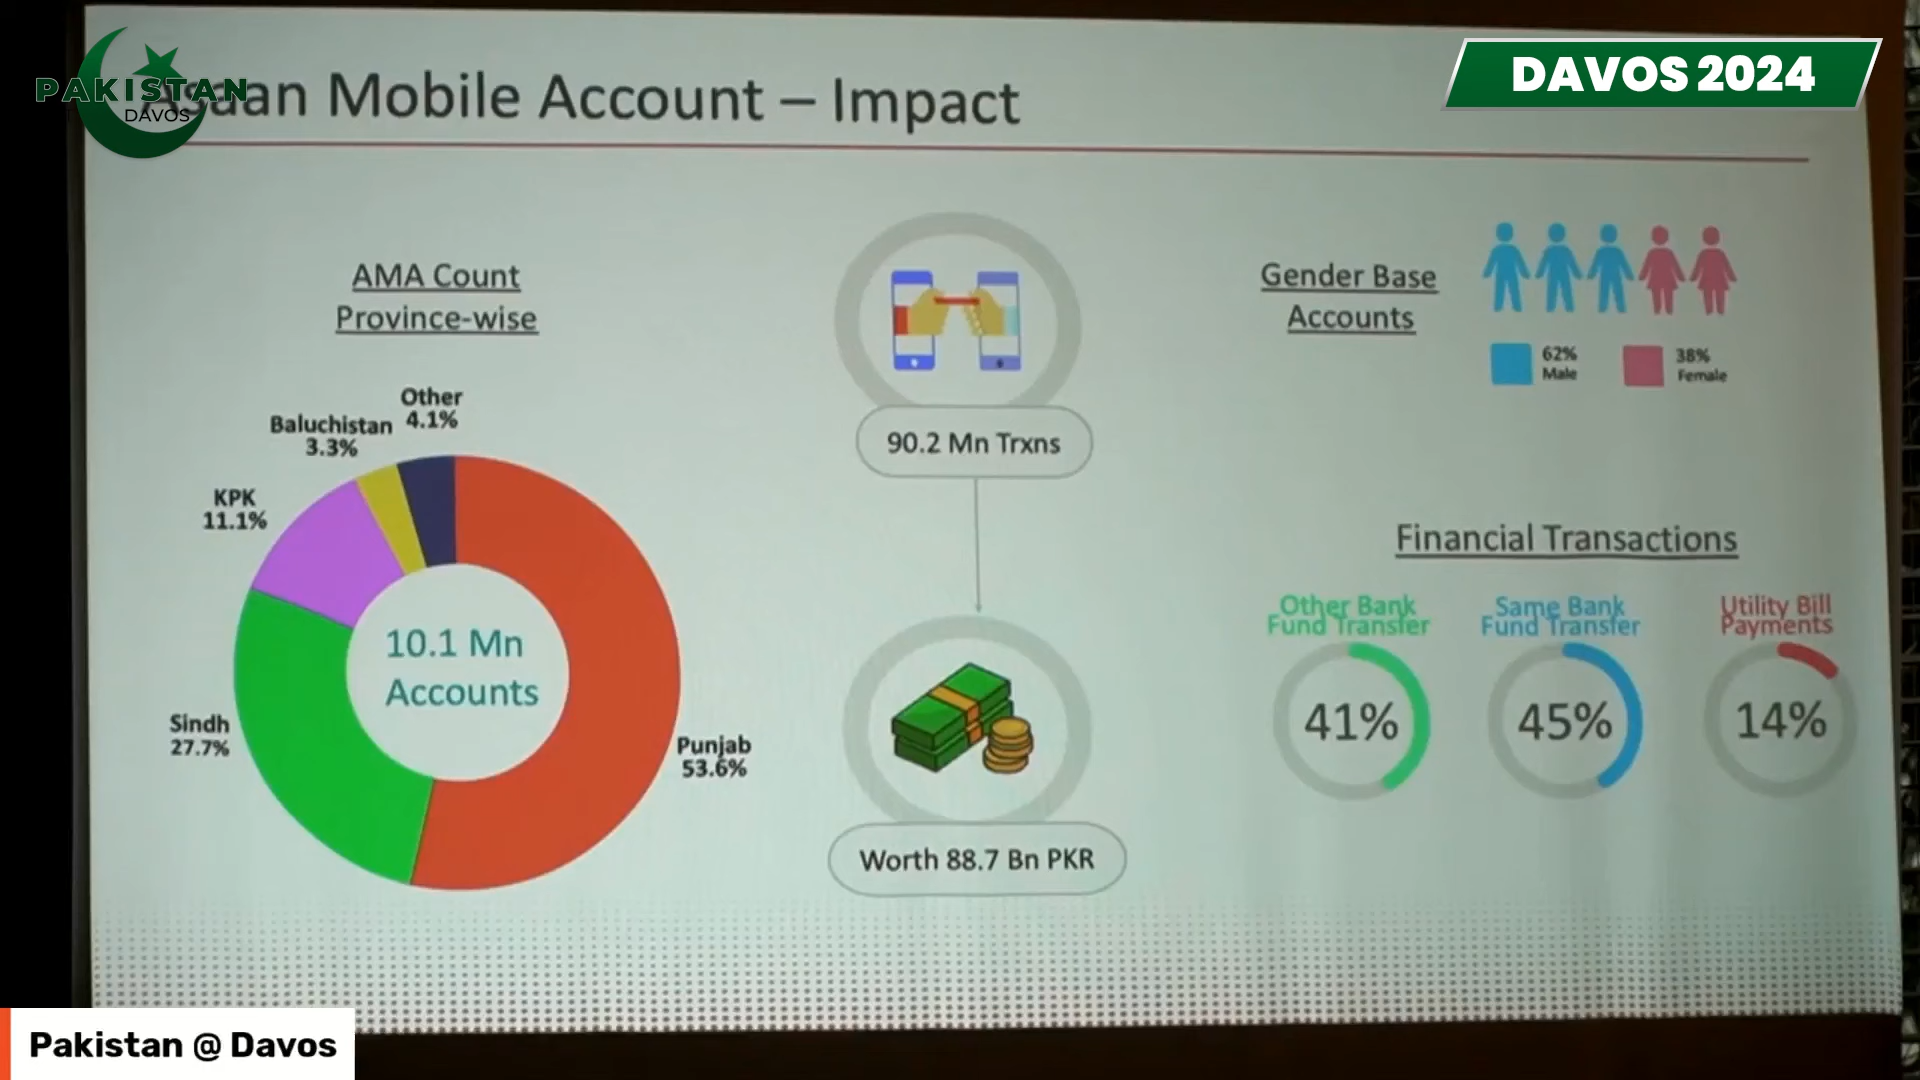 PAKISTAN
DAVOS
DAVOS 2024
Asaan Mobile Account – Impact
AMA Count
Province-wise
Other
4.1%
Baluchistan
3.3%
KPK
11.1%
Sindh
27.7%
Punjab
53.6%
10.1 Mn
Accounts
90.2 Mn Trxns
Worth 88.7 Bn PKR
Gender Base
Accounts
62%
Male
38%
Female
Financial Transactions
Other Bank
Fund Transfer
41%
Same Bank
Fund Transfer
45%
Utility Bill
Payments
14%
Pakistan @ Davos